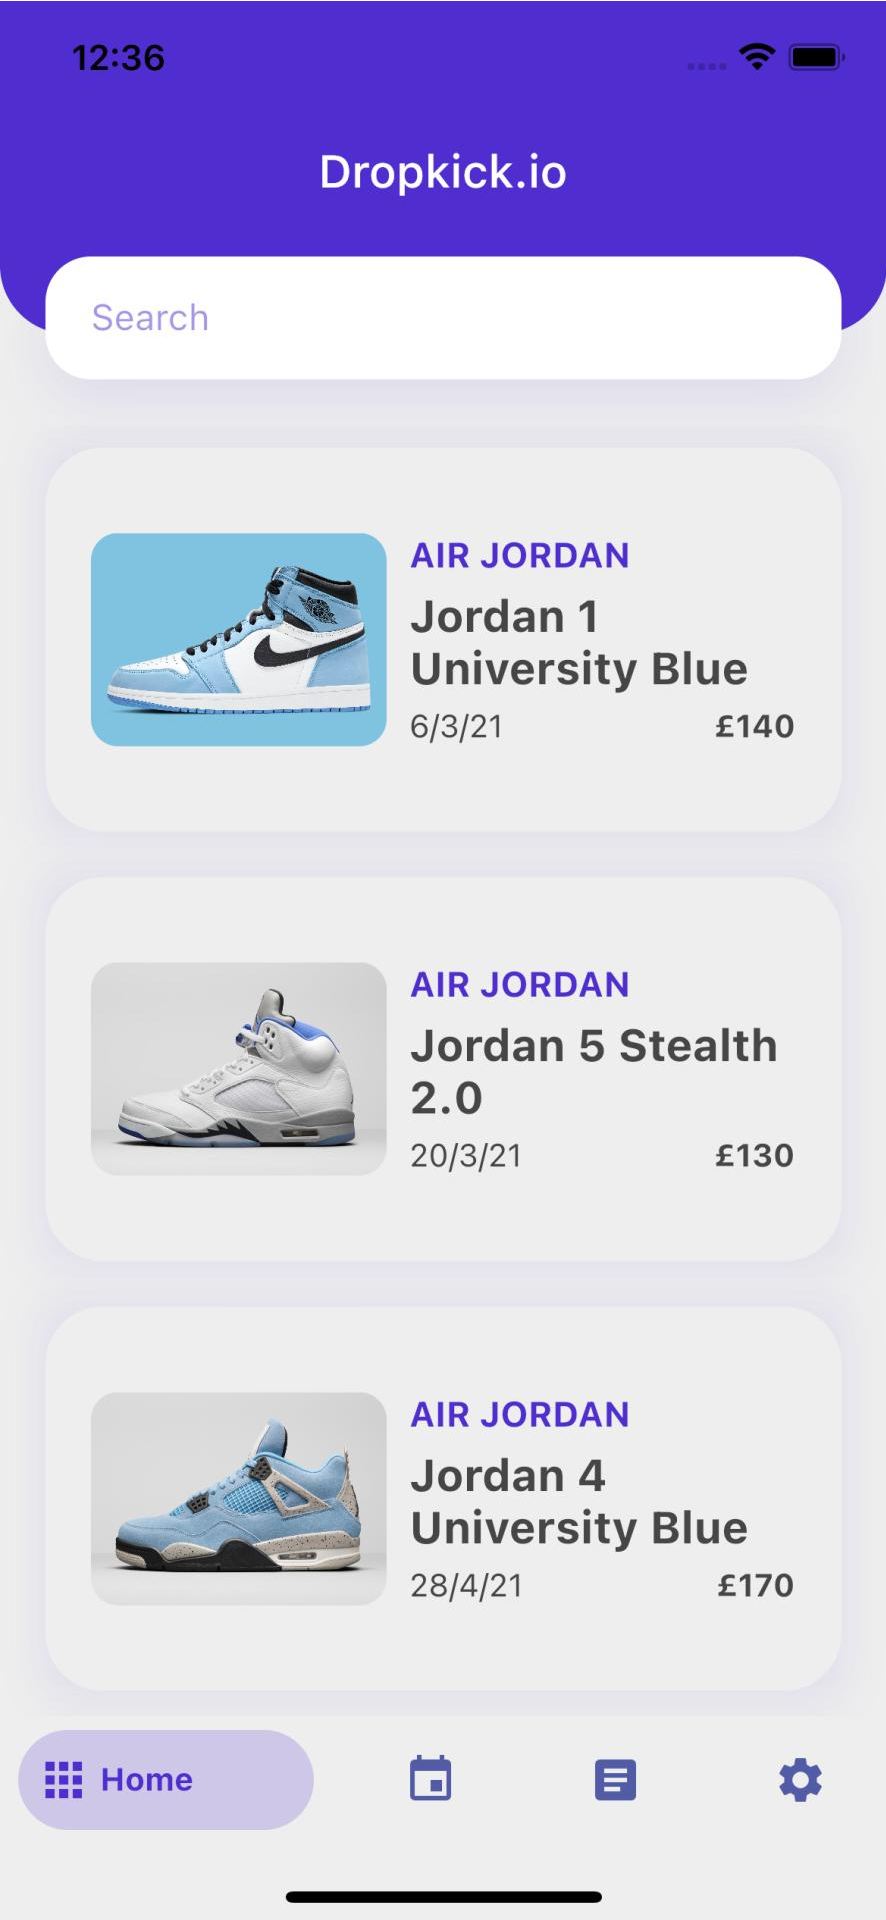 12:36
Dropkick.io
Search
AIR JORDAN
Jordan 1
University Blue
6/3/21 £140
AIR JORDAN
Jordan 5 Stealth
2.0
20/3/21 £130
AIR JORDAN
Jordan 4
University Blue
28/4/21 £170
Home